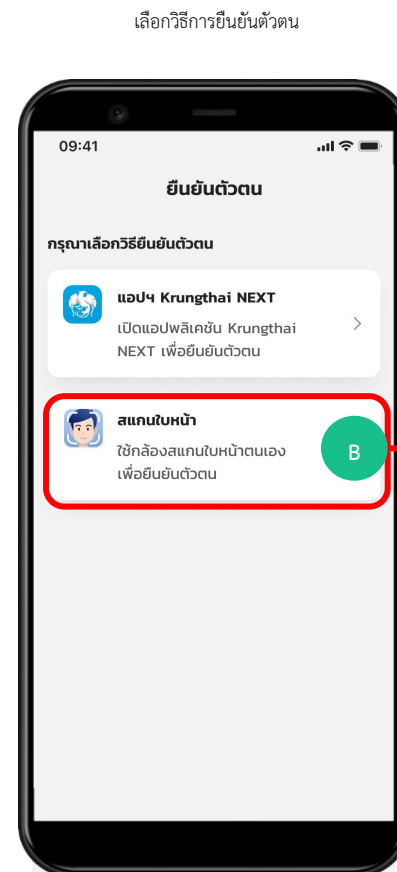 เลือกวิธีการยืนยันตัวตน
09:41
ยืนยันตัวตน
กรุณาเลือกวิธียืนยันตัวตน
แอปฯ Krungthai NEXT
เปิดแอปพลิเคชัน Krungthai
NEXT เพื่อยืนยันตัวตน
สแกนใบหน้า
ใช้กล้องสแกนใบหน้าตนเอง
เพื่อยืนยันตัวตน
B